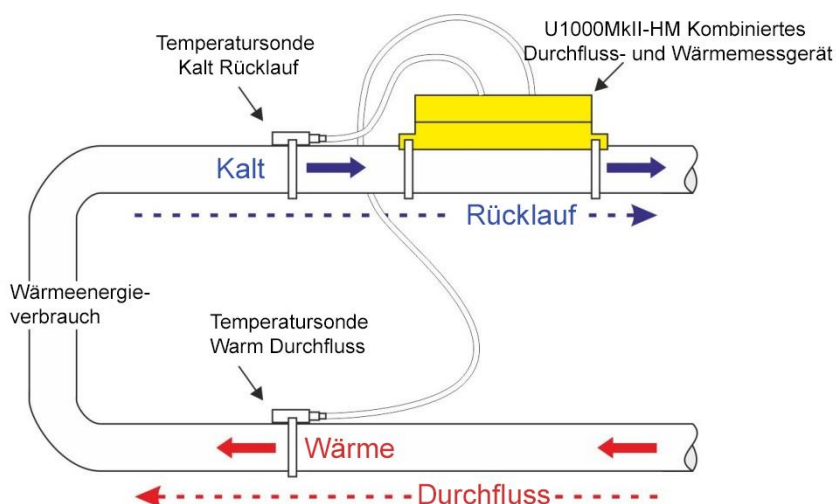 U1000MkII-HM Kombiniertes
Durchfluss- und Wärmemessgerät
Temperatursonde
Kalt Rücklauf
Kalt
Rücklauf
Wärmeenergie-
verbrauch
Temperatursonde
Warm Durchfluss
Wärme
Durchfluss